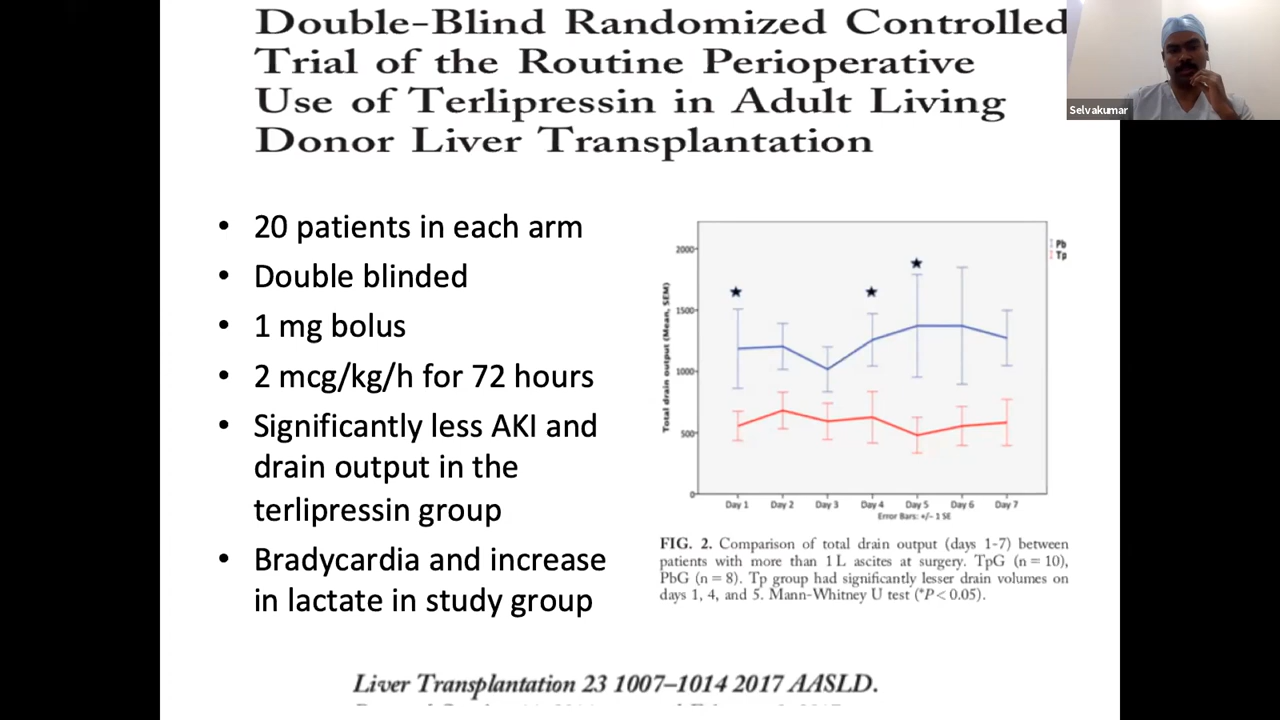 Double-Blind Randomized Controlled
Trial of the Routine Perioperative
Use of Terlipressin in Adult Living
Donor Liver Transplantation
Selvakumar
• 20 patients in each arm
• Double blinded
• 1 mg bolus
• 2 mcg/kg/h for 72 hours
• Significantly less AKI and
drain output in the
terlipressin group
• Bradycardia and increase
in lactate in study group
Total drain output (Mean, SEM)
2000
1500
1000
500
0
Pb
Tp
Day 1 Day 2 Day 3 Day 4 Day 5 Day 6 Day 7
Error Bars: +/- 1 SE
FIG. 2. Comparison of total drain output (days 1-7) between
patients with more than 1 L ascites at surgery. TpG (n = 10),
PbG (n = 8). Tp group had significantly lesser drain volumes on
days 1, 4, and 5. Mann-Whitney U test (*P < 0.05).
Liver Transplantation 23 1007–1014 2017 AASLD.